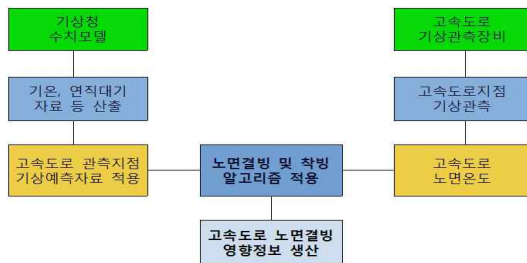 기상청
수치모델
고속도로
기상관측장비
기온, 연직대기
자료 등 산출
고속도로지점
기상관측
고속도로 관측지점
기상예측자료 적용
노면결빙 및 착빙
알고리즘 적용
고속도로
노면온도
고속도로 노면결빙
영향정보 생산